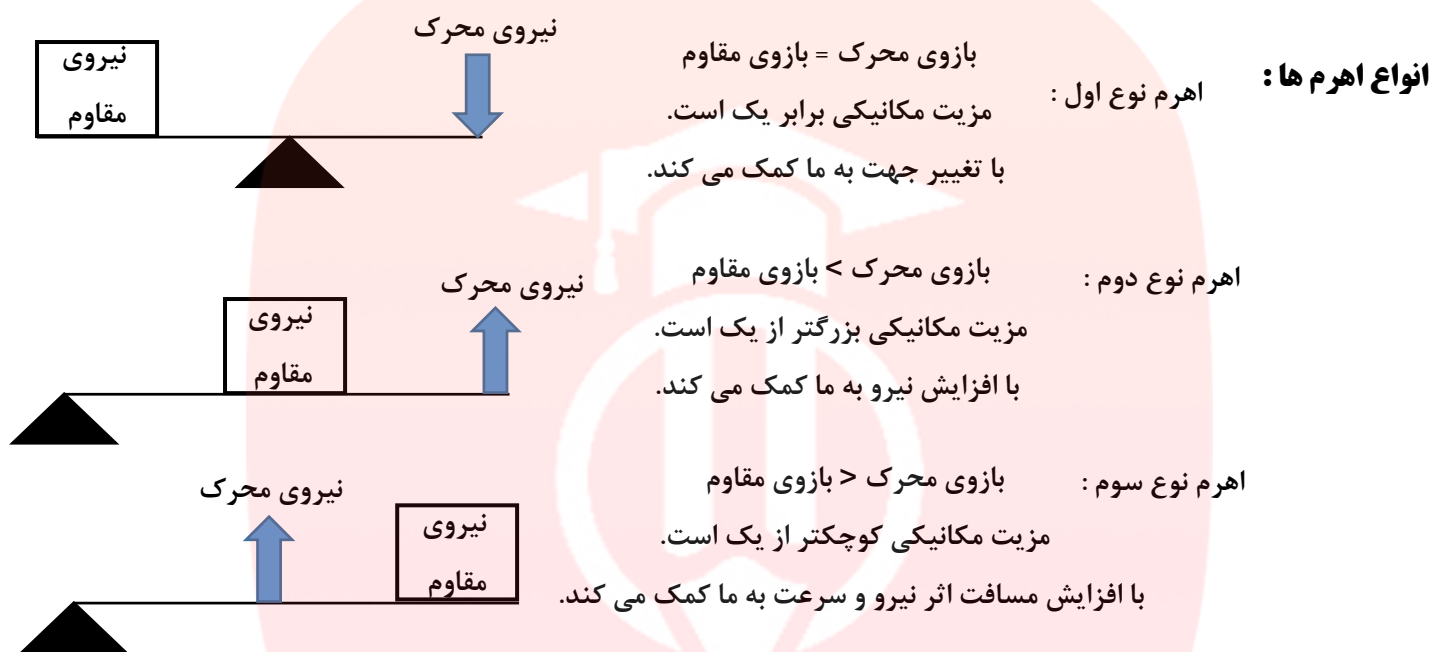 انواع اهرم ها :
اهرم نوع اول :
بازوی محرک = بازوی مقاوم
مزیت مکانیکی برابر یک است.
با تغییر جهت به ما کمک می کند.
نیروی محرک
نیروی
مقاوم
اهرم نوع دوم :
بازوی محرک > بازوی مقاوم
مزیت مکانیکی بزرگتر از یک است.
با افزایش نیرو به ما کمک می کند.
نیروی محرک
نیروی
مقاوم
اهرم نوع سوم :
بازوی محرک < بازوی مقاوم
مزیت مکانیکی کوچکتر از یک است.
با افزایش مسافت اثر نیرو و سرعت به ما کمک می کند.
نیروی محرک
نیروی
مقاوم